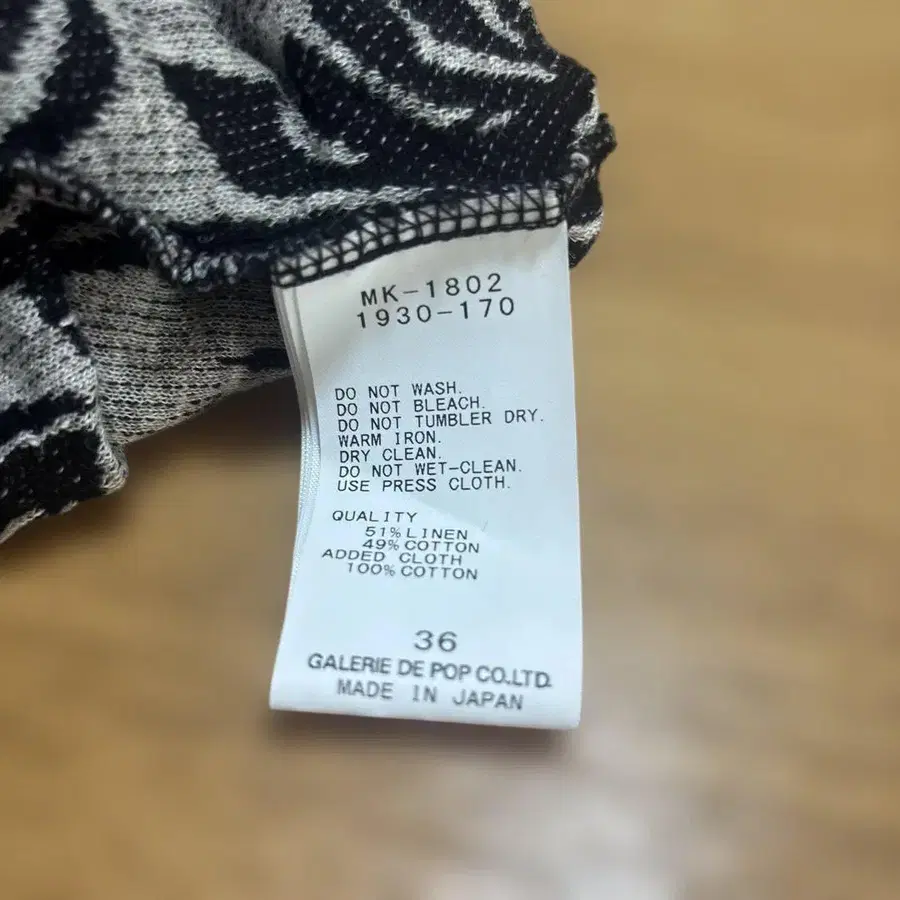 MK-1802
1930-170
DO NOT WASH.
DO NOT BLEACH.
DO NOT TUMBLER DRY.
WARM IRON.
DRY CLEAN.
DO NOT WET-CLEAN.
USE PRESS CLOTH.
QUALITY
51% LINEN
49% COTTON
ADDED CLOTH
100% COTTON
36
GALERIE DE POP CO.LTD.
MADE IN JAPAN